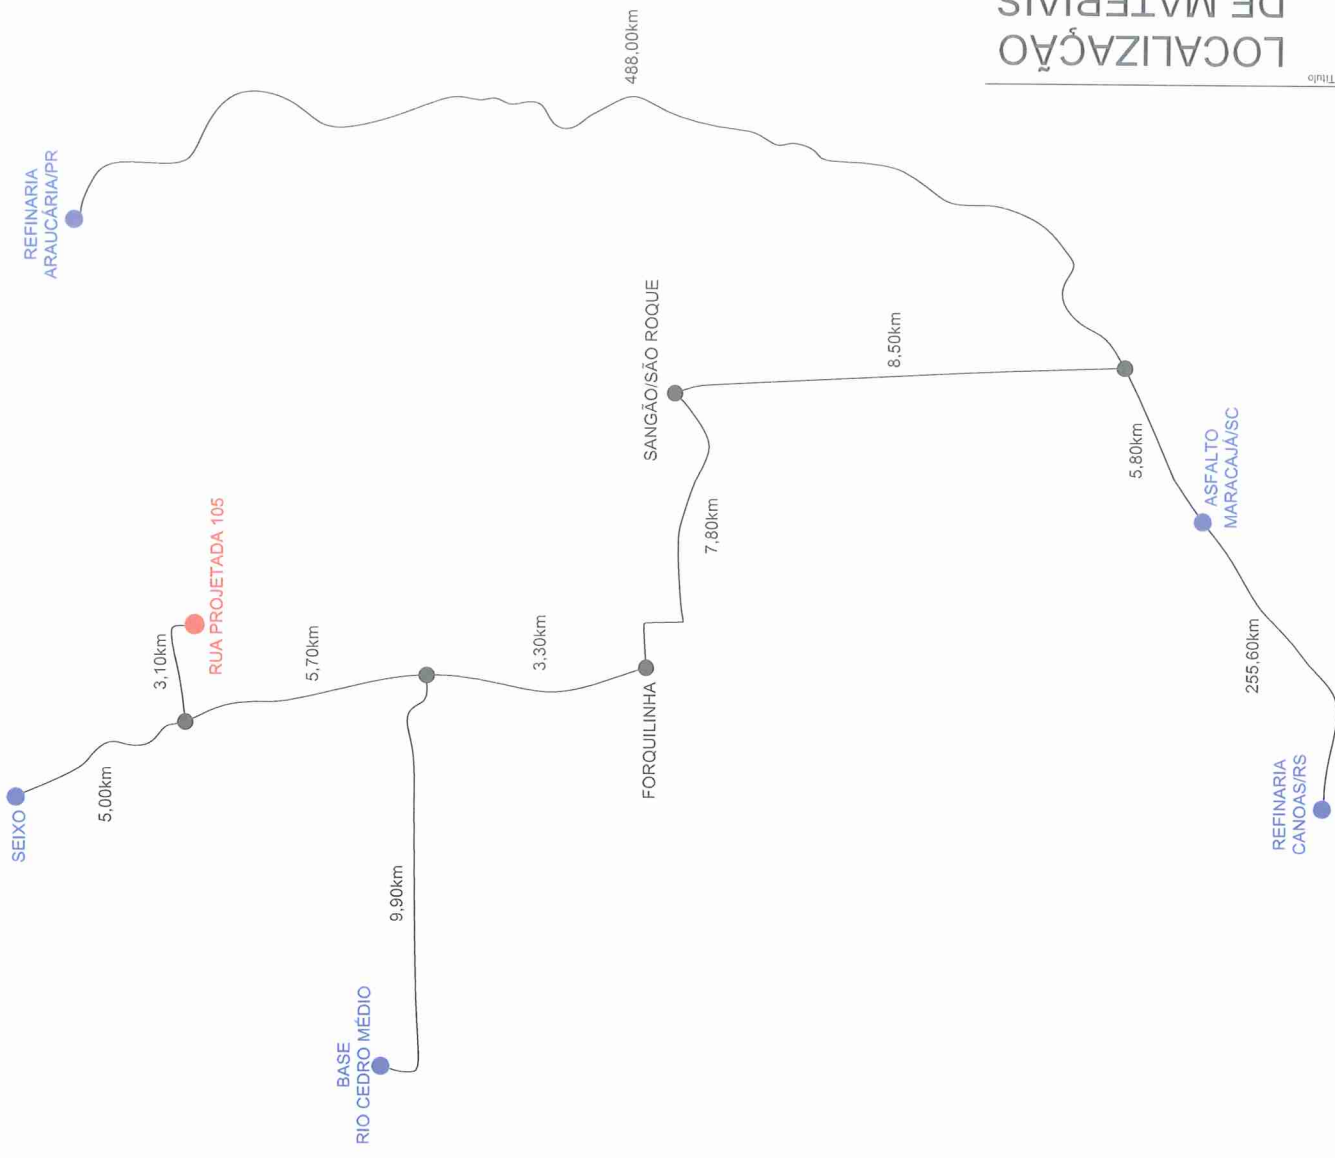 REFINARIA
ARAUCÁRIA/PR
488,00km
LOCALIZAÇÃO
DE MATERIAIS
Título
SEIXO
5,00km
3,10km
RUA PROJETADA 105
5,70km
3,30km
9,90km
BASE
RIO CEDRO MÉDIO
FORQUILINHA
SANGÃO/SÃO ROQUE
7,80km
8,50km
5,80km
ASFALTO
MARACAJÁ/SC
255,60km
REFINARIA
CANOAS/RS